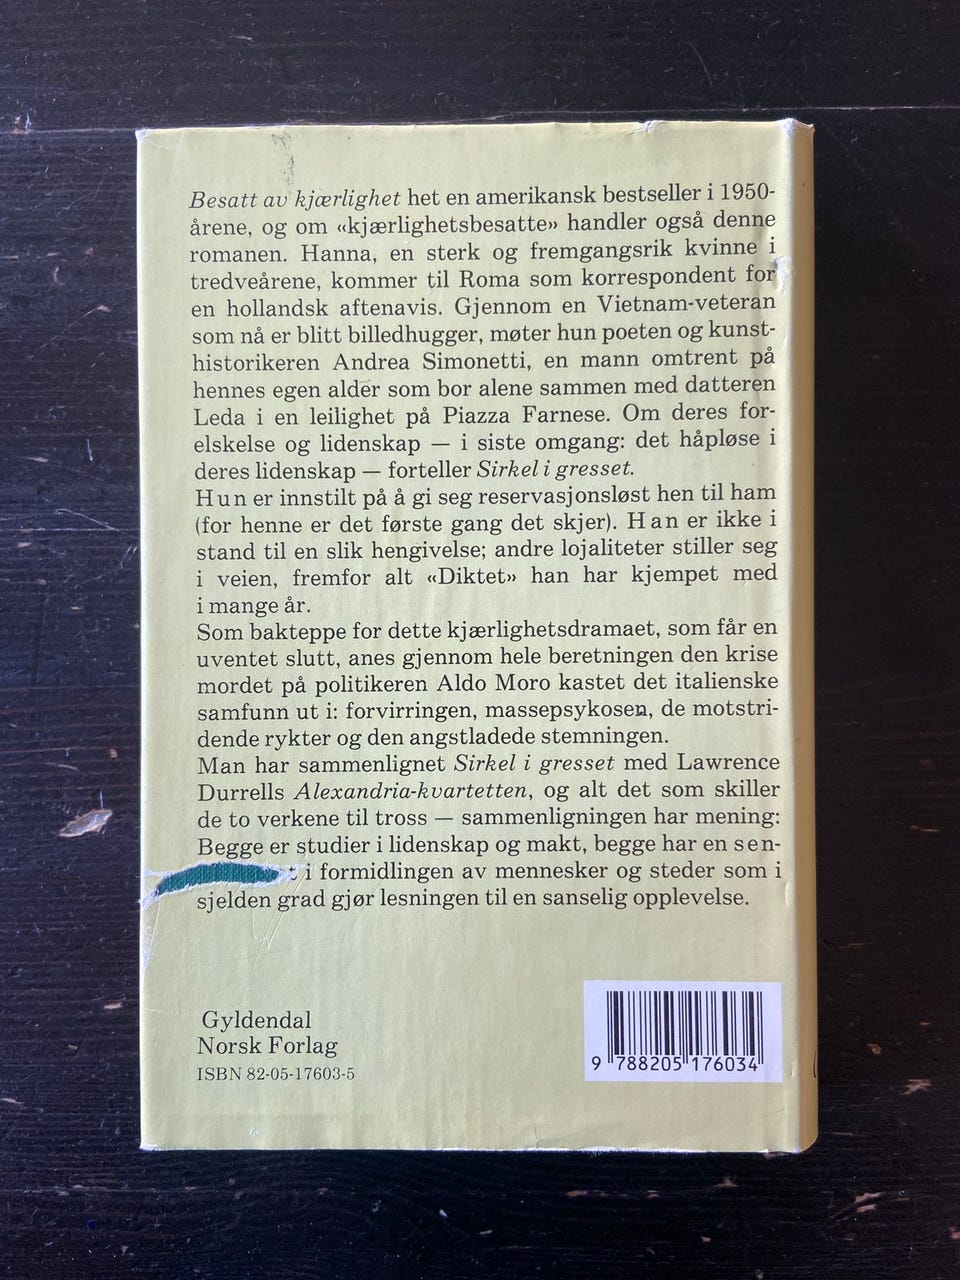 Besatt av kjærlighet het en amerikansk bestseller i 1950-
årene, og om «kjærlighetsbesatte» handler også denne
romanen. Hanna, en sterk og fremgangsrik kvinne i
tredveårene, kommer til Roma som korrespondent for
en hollandsk aftenavis. Gjennom en Vietnam-veteran
som nå er blitt billedhugger, møter hun poeten og kunst-
historikeren Andrea Simonetti, en mann omtrent på
hennes egen alder som bor alene sammen med datteren
Leda i en leilighet på Piazza Farnese. Om deres for-
elskelse og lidenskap — i siste omgang: det håpløse i
deres lidenskap — forteller Sirkel i gresset.
Hun er innstilt på å gi seg reservasjonsløst hen til ham
(for henne er det første gang det skjer). Han er ikke i
stand til en slik hengivelse; andre lojaliteter stiller seg
i veien, fremfor alt «Diktet» han har kjempet med
i mange år.
Som bakteppe for dette kjærlighetsdramaet, som får en
uventet slutt, anes gjennom hele beretningen den krise
mordet på politikeren Aldo Moro kastet det italienske
samfunn ut i: forvirringen, massepsykosen, de motstri-
dende rykter og den angstladede stemningen.
Man har sammenlignet Sirkel i gresset med Lawrence
Durrells Alexandria-kvartetten, og alt det som skiller
de to verkene til tross — sammenligningen har mening:
Begge er studier i lidenskap og makt, begge har en sen-
i formidlingen av mennesker og steder som i
sjelden grad gjør lesningen til en sanselig opplevelse.
Gyldendal
Norsk Forlag
ISBN 82-05-17603-5
9 788205 176034